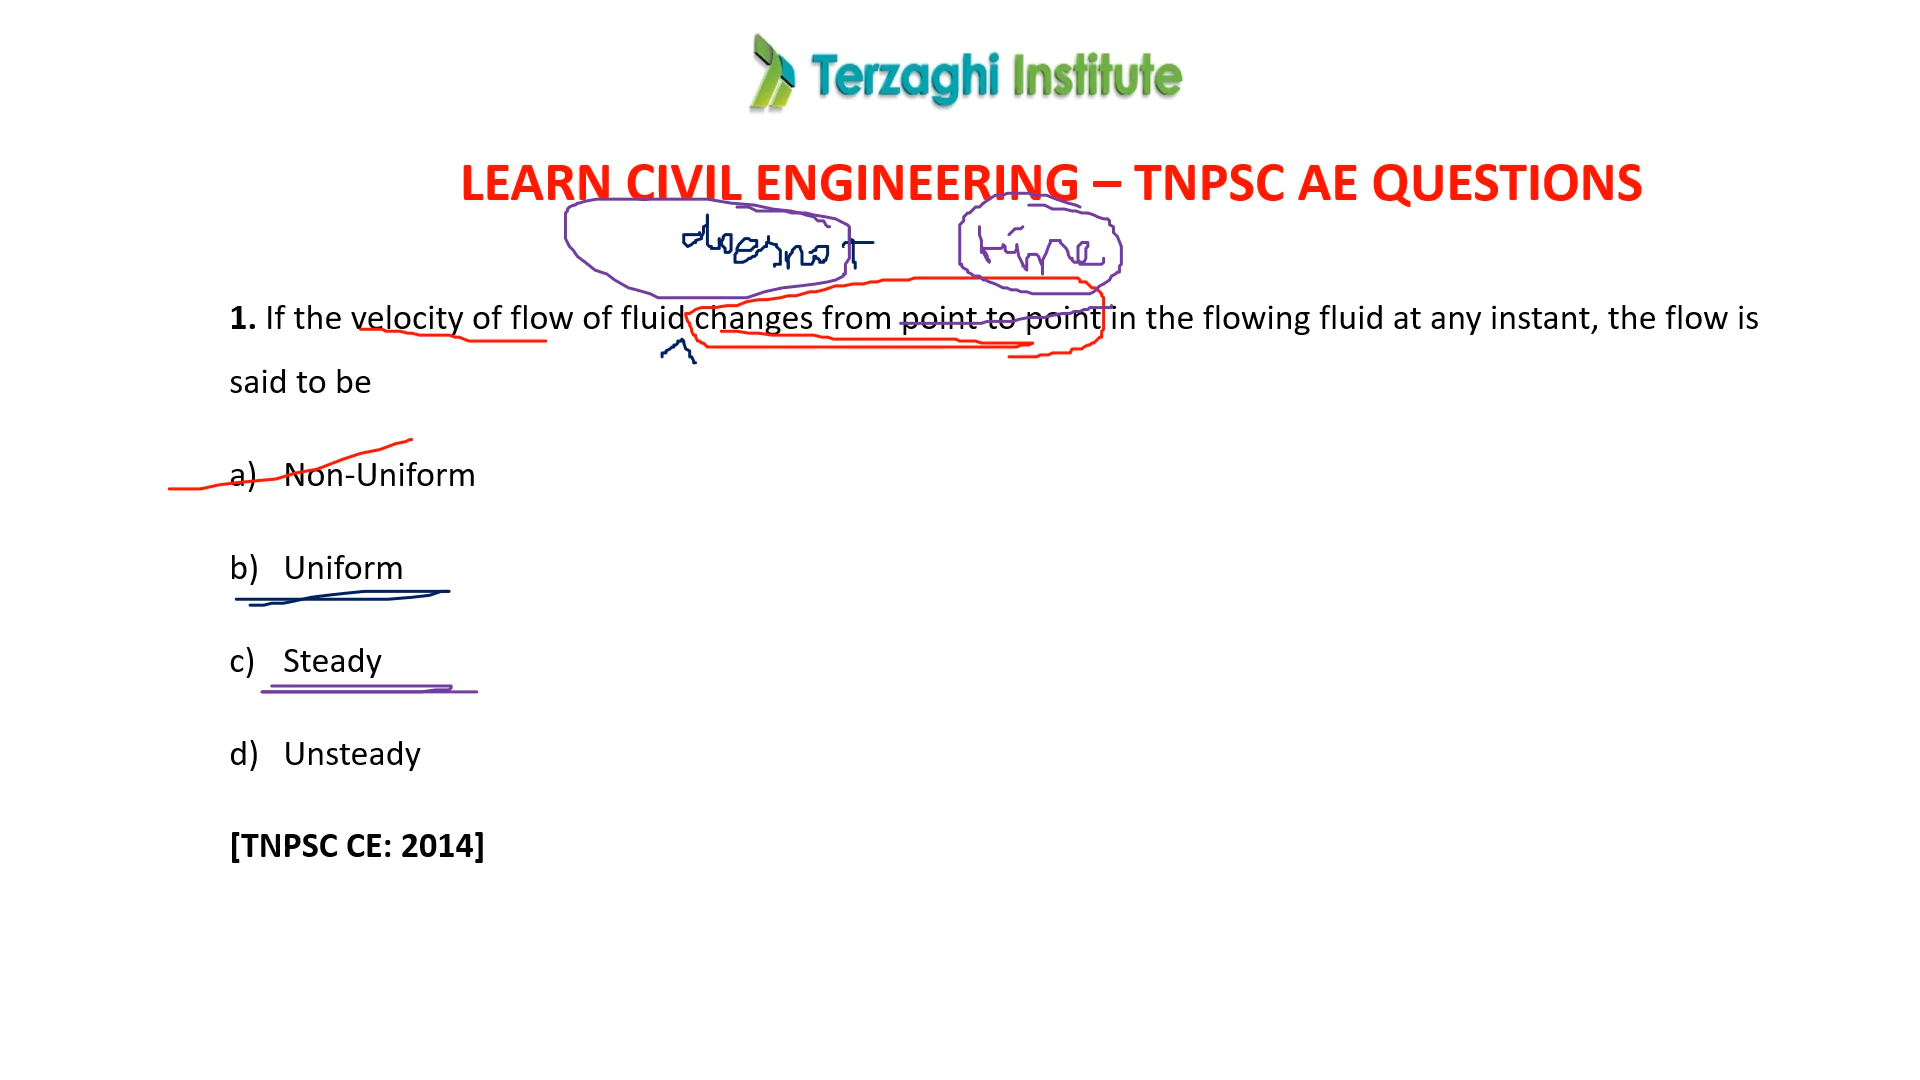 Terzaghi Institute
LEARN CIVIL ENGINEERING – TNPSC AE QUESTIONS
doesnot time
1. If the velocity of flow of fluid changes from point to point in the flowing fluid at any instant, the flow is
said to be
a) Non-Uniform
b) Uniform
c) Steady
d) Unsteady
[TNPSC CE: 2014]